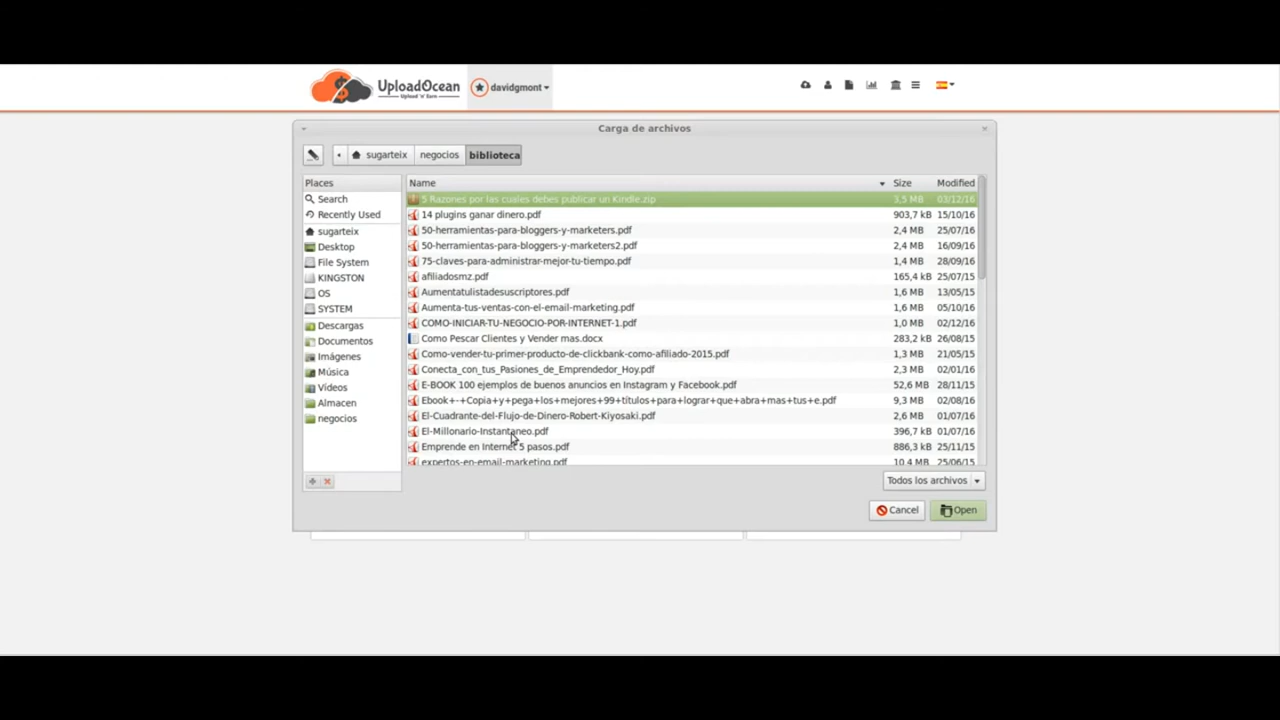 UploadOcean
Upload 'n' Earn
davidgmont
Carga de archivos
sugarteix negocios biblioteca
Places
Search
Recently Used
sugarteix
Desktop
File System
KINGSTON
OS
SYSTEM
Descargas
Documentos
Imágenes
Música
Vídeos
Almacen
negocios
Name Size Modified
5 Razones por las cuales debes publicar un Kindle.zip 3,5 MB 03/12/16
14 plugins ganar dinero.pdf 903,7 kB 15/10/16
50-herramientas-para-bloggers-y-marketers.pdf 2,4 MB 25/07/16
50-herramientas-para-bloggers-y-marketers2.pdf 2,4 MB 16/09/16
75-claves-para-administrar-mejor-tu-tiempo.pdf 1,4 MB 28/09/16
afiliadosmz.pdf 165,4 kB 25/07/15
Aumentatulistadesuscriptores.pdf 1,6 MB 13/05/15
Aumenta-tus-ventas-con-el-email-marketing.pdf 1,6 MB 05/10/16
COMO-INICIAR-TU-NEGOCIO-POR-INTERNET-1.pdf 1,0 MB 02/12/16
Como Pescar Clientes y Vender mas.docx 283,2 kB 26/08/15
Como-vender-tu-primer-producto-de-clickbank-como-afiliado-2015.pdf 1,3 MB 21/05/15
Conecta_con_tus_Pasiones_de_Emprendedor_Hoy.pdf 2,3 MB 02/01/16
E-BOOK 100 ejemplos de buenos anuncios en Instagram y Facebook.pdf 52,6 MB 28/11/15
Ebook+-+Copia+y+pega+los+mejores+99+títulos+para+lograr+que+abra+mas+tus+e.pdf 9,3 MB 02/08/16
El-Cuadrante-del-Flujo-de-Dinero-Robert-Kiyosaki.pdf 2,6 MB 01/07/16
El-Millonario-Instantaneo.pdf 396,7 kB 01/07/16
Emprende en Internet 5 pasos.pdf 886,3 kB 25/11/15
expertos-en-email-marketing.pdf 10,4 MB 25/06/15
Todos los archivos
Cancel Open